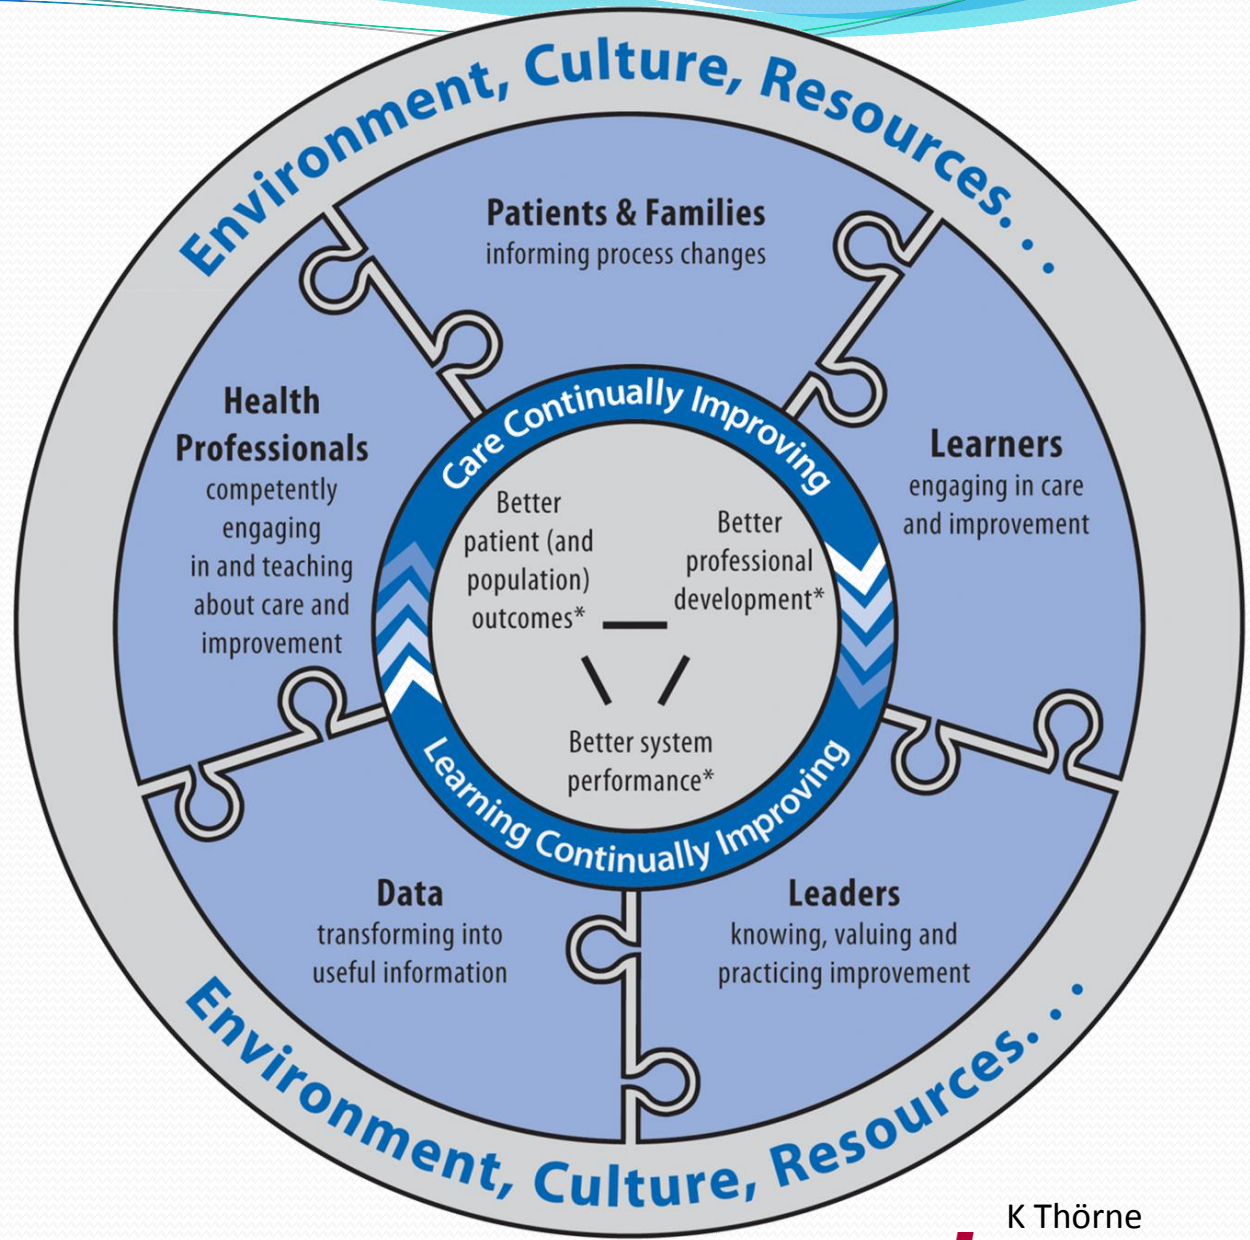 Environment, Culture, Resources. . .
Patients & Families
informing process changes
Health
Professionals
competently
engaging
in and teaching
about care and
improvement
Learners
engaging in care
and improvement
Care Continually Improving
Better
patient (and
population)
outcomes*
Better
professional
development*
Better system
performance*
Learning Continually Improving
Data
transforming into
useful information
Leaders
knowing, valuing and
practicing improvement
Environment, Culture, Resources. . .
K Thörne